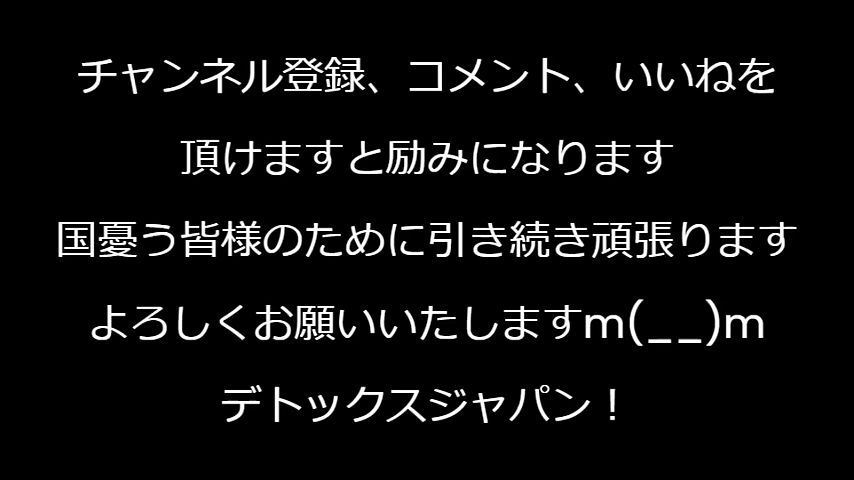 チャンネル登録、コメント、いいねを
頂けますと励みになります
国憂う皆様のために引き続き頑張ります
よろしくお願いいたしますm(__)m
デトックスジャパン！